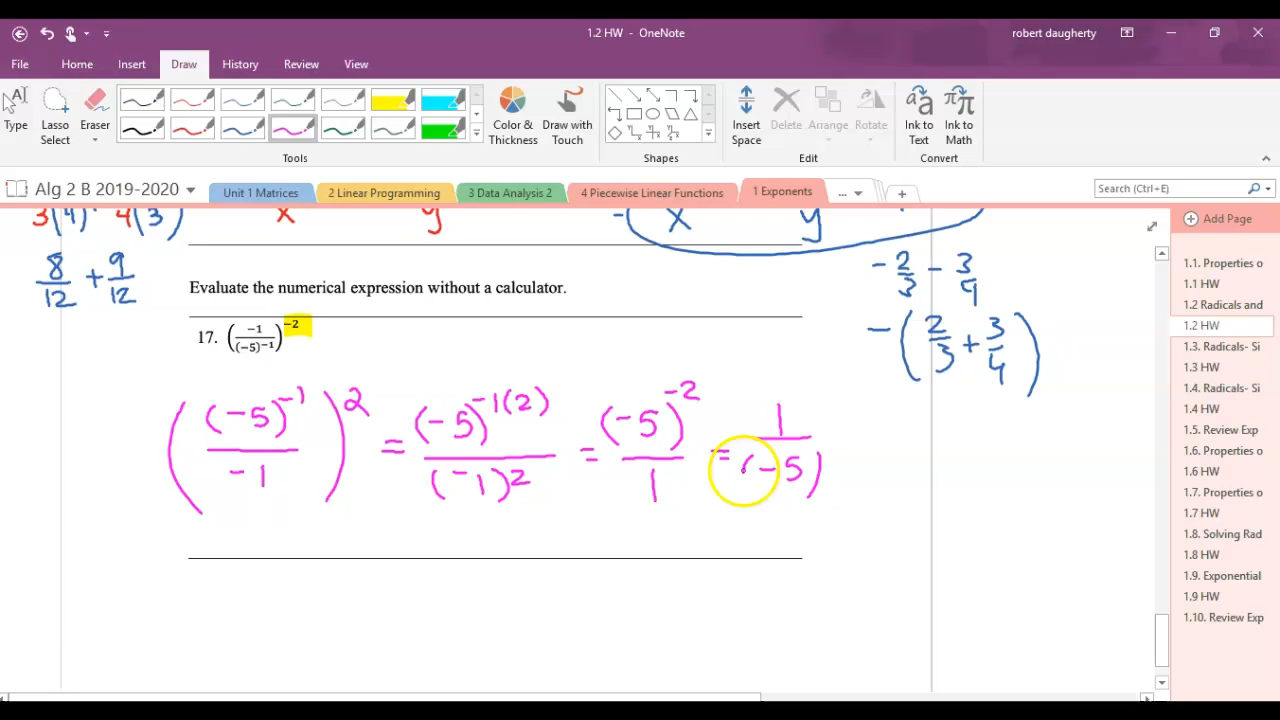 1.2 HW - OneNote
robert daugherty
File Home Insert Draw History Review View
Type
Lasso Select
Eraser
Color & Thickness
Draw with Touch
Insert Space
Delete
Arrange
Rotate
Ink to Text
Ink to Math
Tools
Shapes
Edit
Convert
Alg 2 B 2019-2020
Unit 1 Matrices
2 Linear Programming
3 Data Analysis 2
4 Piecewise Linear Functions
1 Exponents
...
Search (Ctrl+E)
Add Page
1.1. Properties o
1.1 HW
1.2 Radicals and
1.2 HW
1.3. Radicals- Si
1.3 HW
1.4. Radicals- Si
1.4 HW
1.5. Review Exp
1.6. Properties o
1.6 HW
1.7. Properties o
1.7 HW
1.8. Solving Rad
1.8 HW
1.9. Exponential
1.9 HW
1.10. Review Exp
3(4) 4(3)
x y
x y
8/12 + 9/12
-2/3 - 3/4
-(2/3 + 3/4)
Evaluate the numerical expression without a calculator.
17. (-1/(-5)^-1)^-2
((-5)^-1/-1)^2 = (-5)^-1(2)/(-1)^2 = (-5)^-2/1 = 1/(-5)